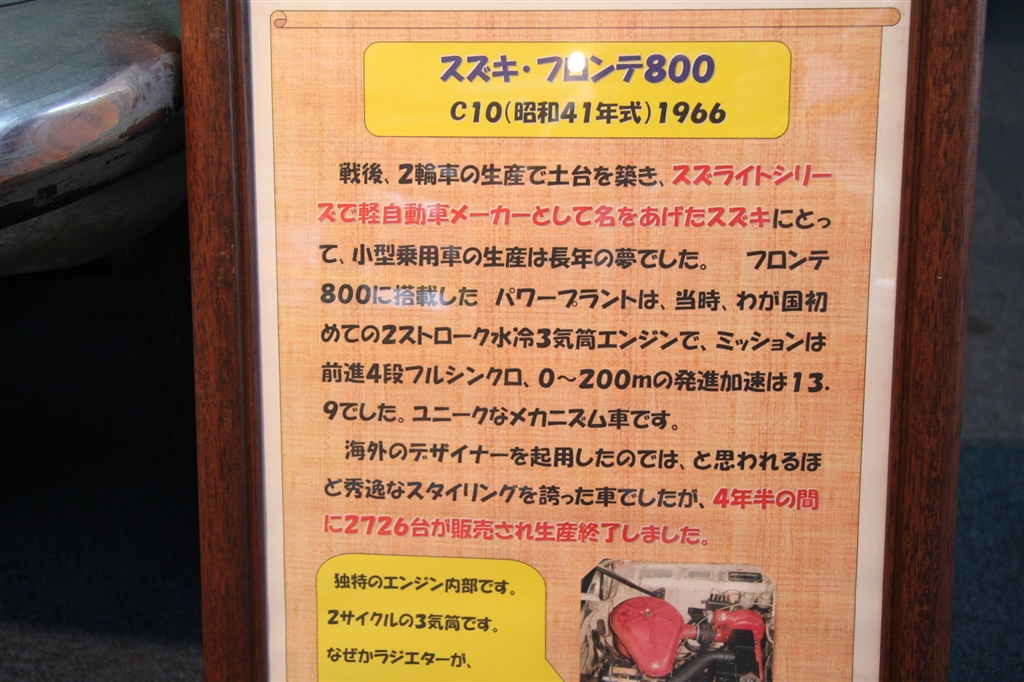 スズキ・フロンテ800
C10(昭和41年式)1966
戦後、2輪車の生産で土台を築き、スズライトシリー
ズで軽自動車メーカーとして名をあげたスズキにとっ
て、小型乗用車の生産は長年の夢でした。　フロンテ
800に搭載した　パワープラントは、当時、わが国初
めての2ストローク水冷3気筒エンジンで、ミッションは
前進4段フルシンクロ、0～200mの発進加速は13.
9でした。ユニークなメカニズム車です。
海外のデザイナーを起用したのでは、と思われるほ
ど秀逸なスタイリングを誇った車でしたが、4年半の間
に2726台が販売され生産終了しました。
独特のエンジン内部です。
2サイクルの3気筒です。
なぜかラジエターが、